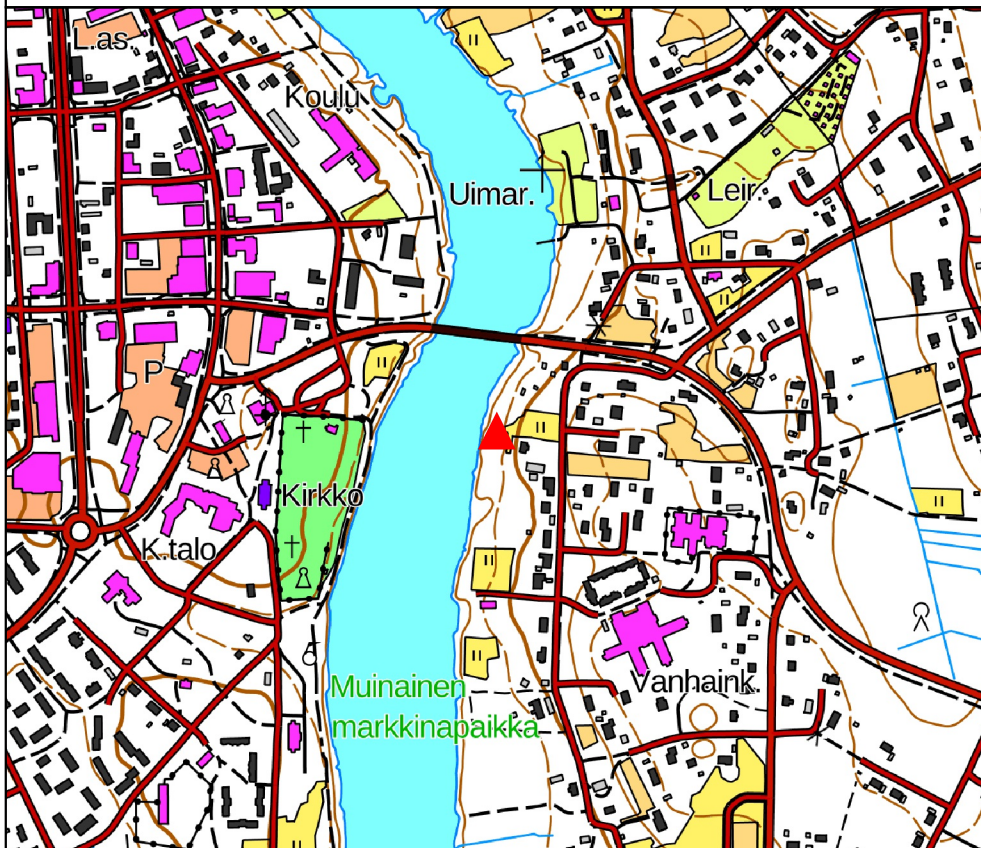 L.as
Koulu
Uimar.
Leir.
P
Kirkko
K.talo
Muinainen
markkinapaikka
Vanhaink.